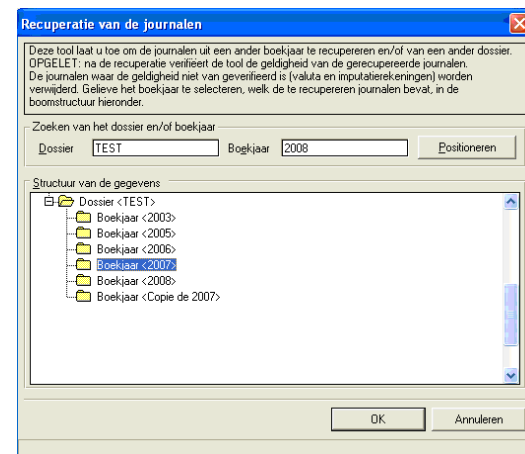 Recuperatie van de journalen
Deze tool laat u toe om de journalen uit een ander boekjaar te recupereren en/of van een ander dossier.
OPGELET: na de recuperatie verifiëert de tool de geldigheid van de gerecupereerde journalen.
De journalen waar de geldigheid niet van geverifieerd is (valuta en imputatierekeningen) worden
verwijderd. Gelieve het boekjaar te selecteren, welk de te recupereren journalen bevat, in de
boomstructuur hieronder.
Zoeken van het dossier en/of boekjaar
Dossier TEST Boekjaar 2008 Positioneren
Structuur van de gegevens
Dossier <TEST>
Boekjaar <2003>
Boekjaar <2005>
Boekjaar <2006>
Boekjaar <2007>
Boekjaar <2008>
Boekjaar <Copie de 2007>
OK Annuleren